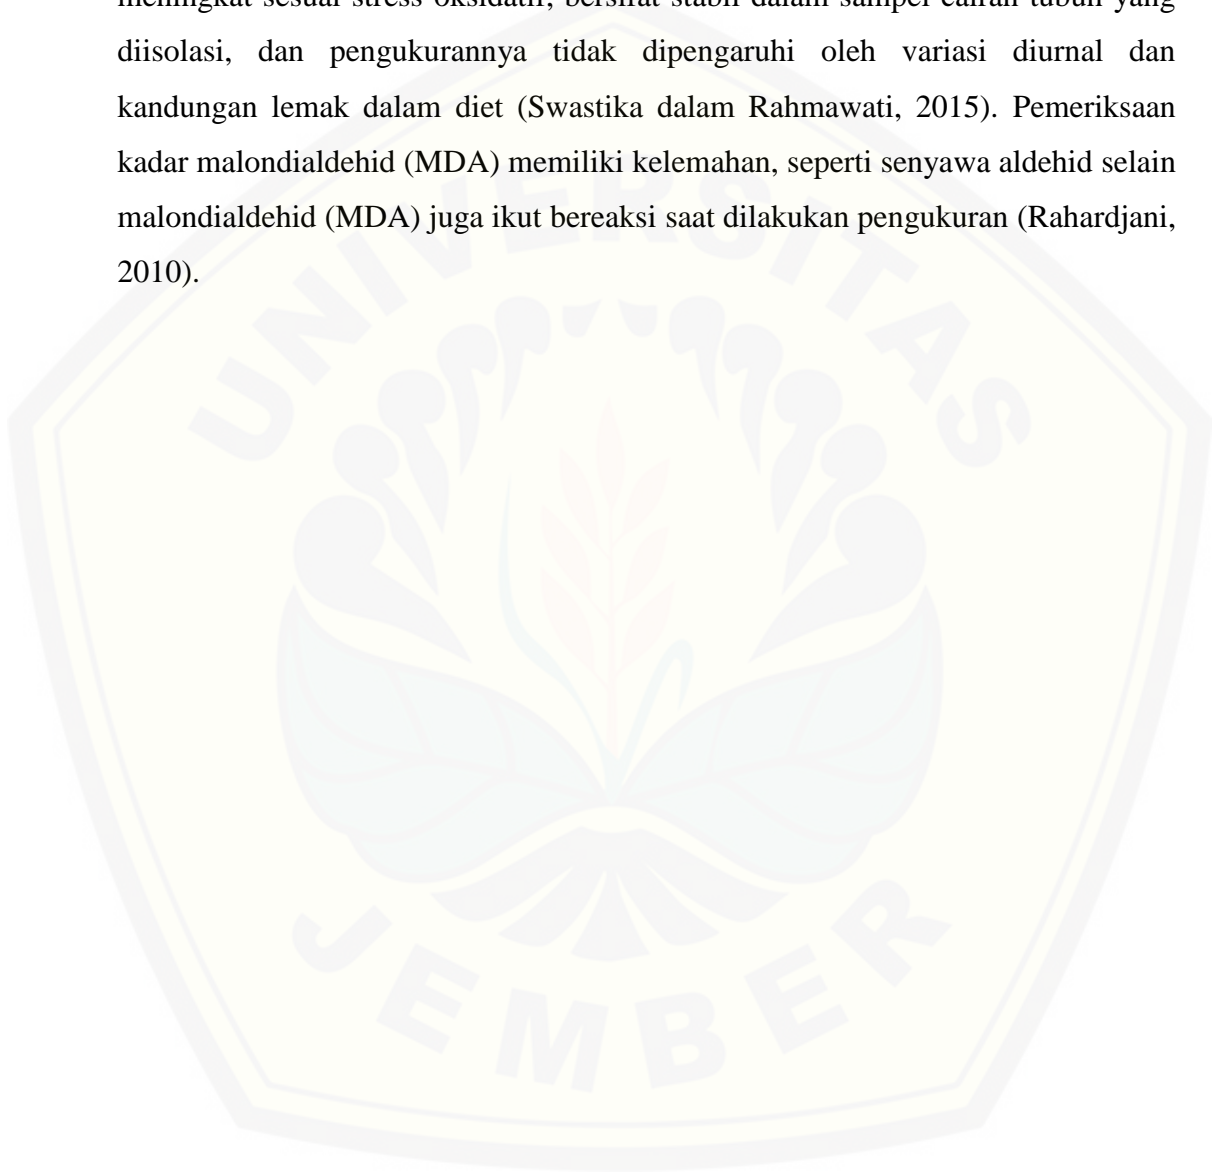 meningkat sesuai stress oksidatif, bersifat stabil dalam sampel cairan tubuh yang
diisolasi, dan pengukurannya tidak dipengaruhi oleh variasi diurnal dan
kandungan lemak dalam diet (Swastika dalam Rahmawati, 2015). Pemeriksaan
kadar malondialdehid (MDA) memiliki kelemahan, seperti senyawa aldehid selain
malondialdehid (MDA) juga ikut bereaksi saat dilakukan pengukuran (Rahardjani,
2010).
UNIVERSITAS
JEMBER